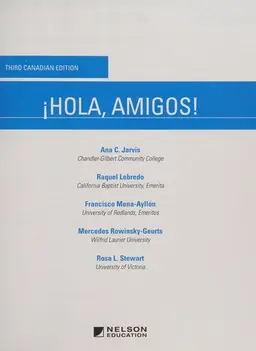 THIRD CANADIAN EDITION
¡HOLA, AMIGOS!
Ana C. Jarvis
Chandler-Gilbert Community College
Raquel Lebredo
California Baptist University, Emerita
Francisco Mena-Ayllón
University of Redlands, Emeritos
Mercedes Rowinsky-Geurts
Wilfrid Laurier University
Rosa L. Stewart
University of Victoria
NELSON
EDUCATION